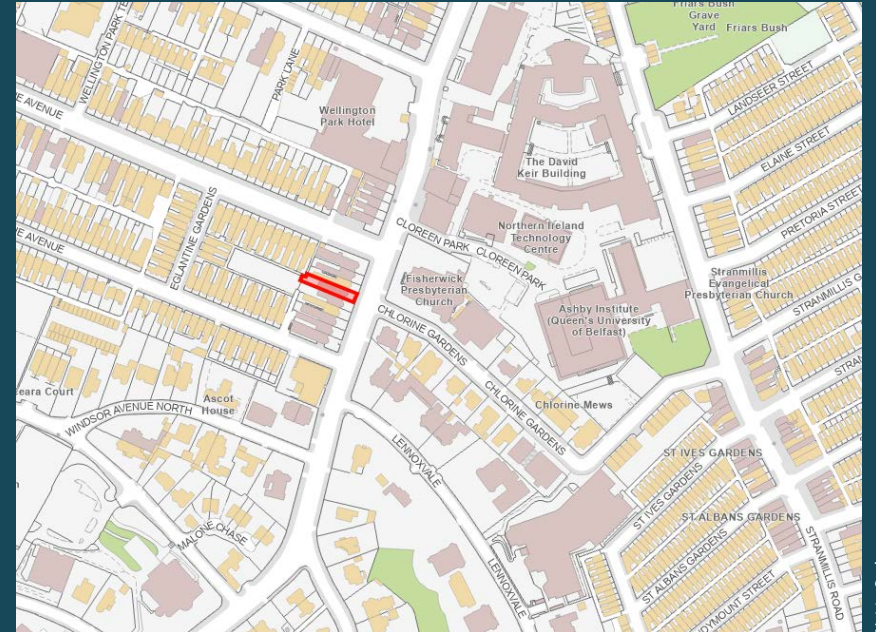 Friars Bush
Grave
Yard
Friars Bush
WELLINGTON PARK TE
PARK LANE
Wellington
Park Hotel
LANDSEER STREET
ELAINE STREET
PRETORIA STREET
The David
Keir Building
E AVENUE
EGLANTINE GARDENS
CLOREEN PARK
CLOREEN PARK
Northern Ireland
Technology
Centre
Stranmillis
Evangelical
Presbyterian Church
STRANMILLIS G
E AVENUE
Fisherwick
Presbyterian
Church
Ashby Institute
(Queen's University
of Belfast)
CHLORINE GARDENS
CHLORINE GARDENS
STRAN
leara Court
Ascot
House
WINDSOR AVENUE NORTH
Chlorine Mews
LENNOXVALE
ST IVES GARDENS
ST IVES GARDENS
ST ALBANS GARDENS
ST ALBANS GARDENS
MALONE CHASE
LENNOXVALE
DYMOUNT STREET
STRANMILLIS ROAD